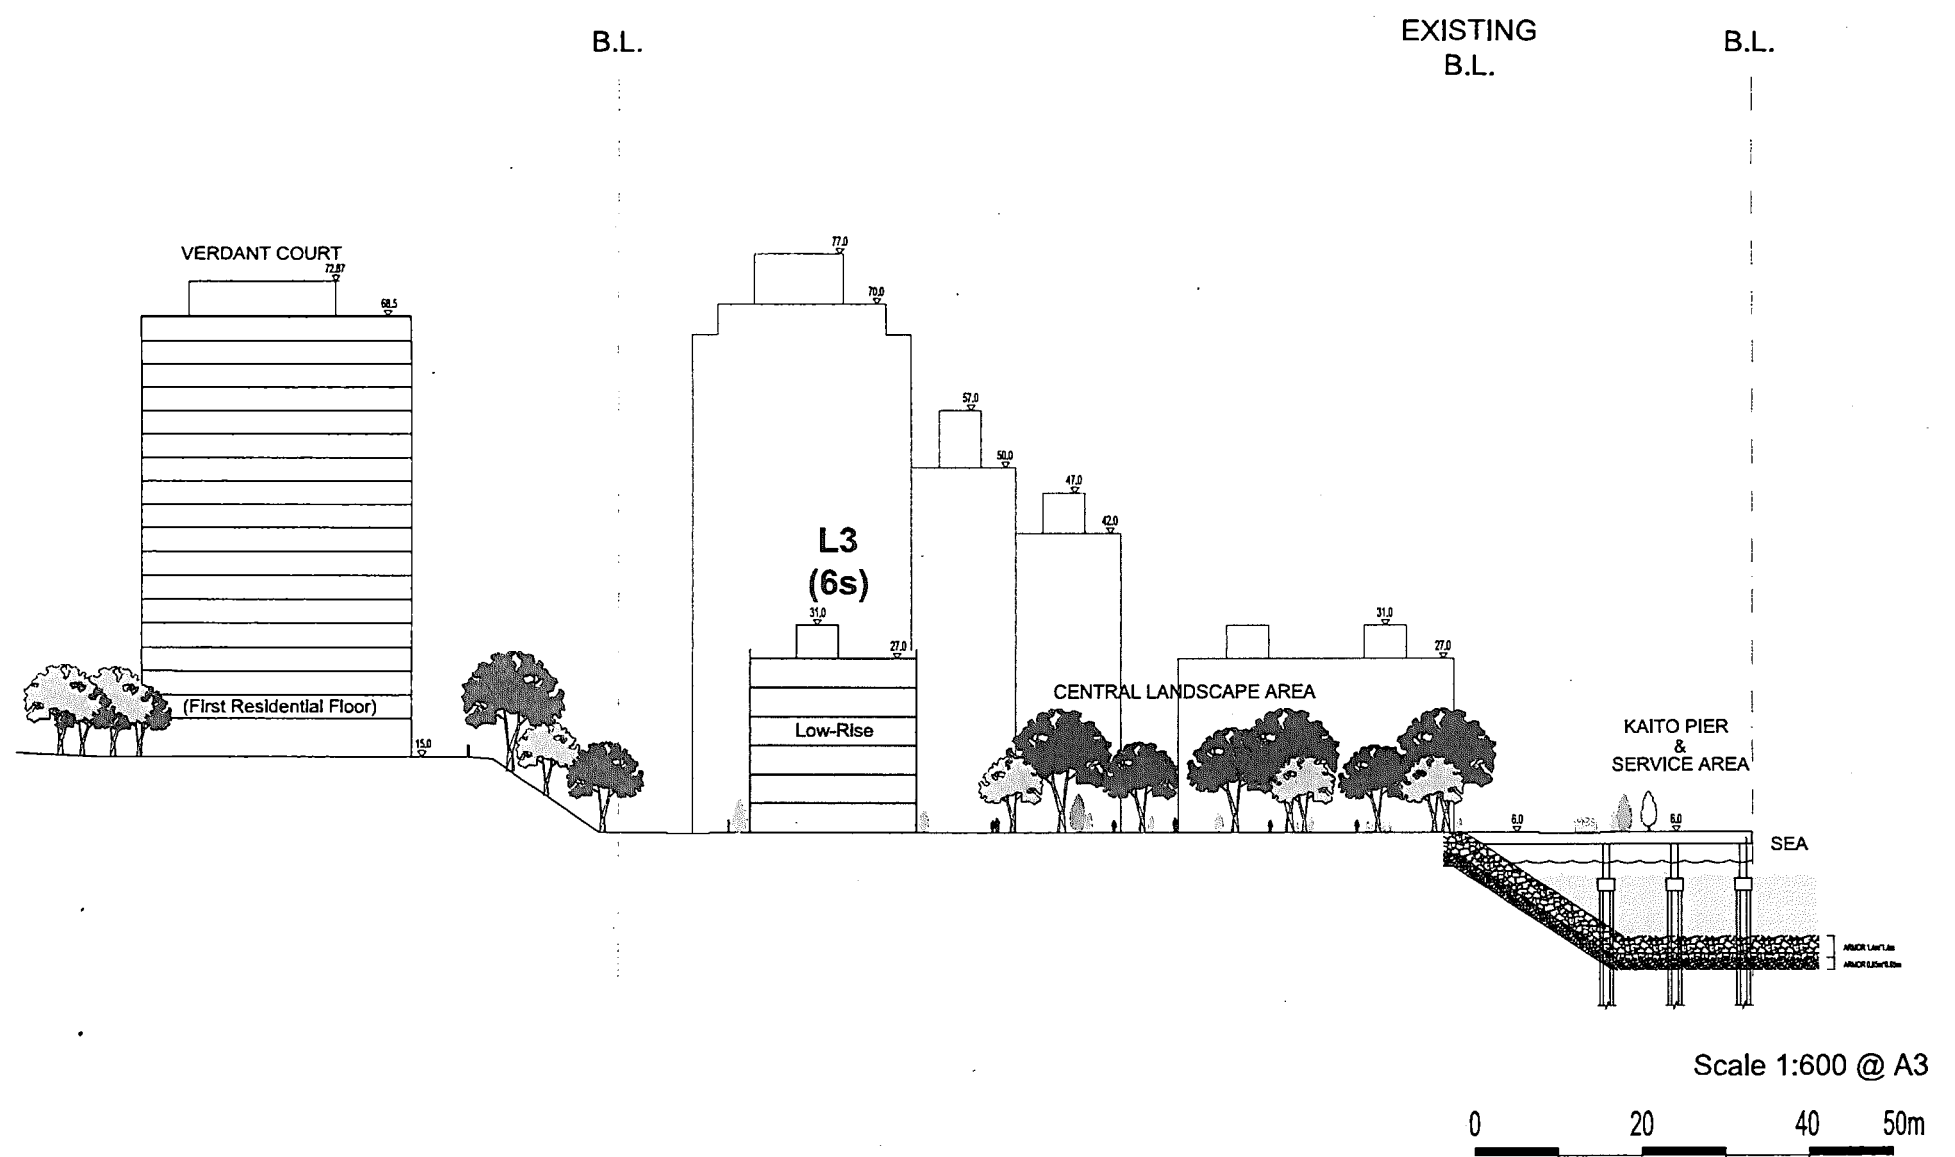 B.L.
EXISTING
B.L.
B.L.
VERDANT COURT
72.87
68.5
77.0
70.0
57.0
50.0
47.0
42.0
L3
(6s)
31.0
27.0
31.0
27.0
CENTRAL LANDSCAPE AREA
(First Residential Floor)
Low-Rise
KAITO PIER
&
SERVICE AREA
15.0
6.0
6.0
SEA
Scale 1:600 @ A3
0 20 40 50m